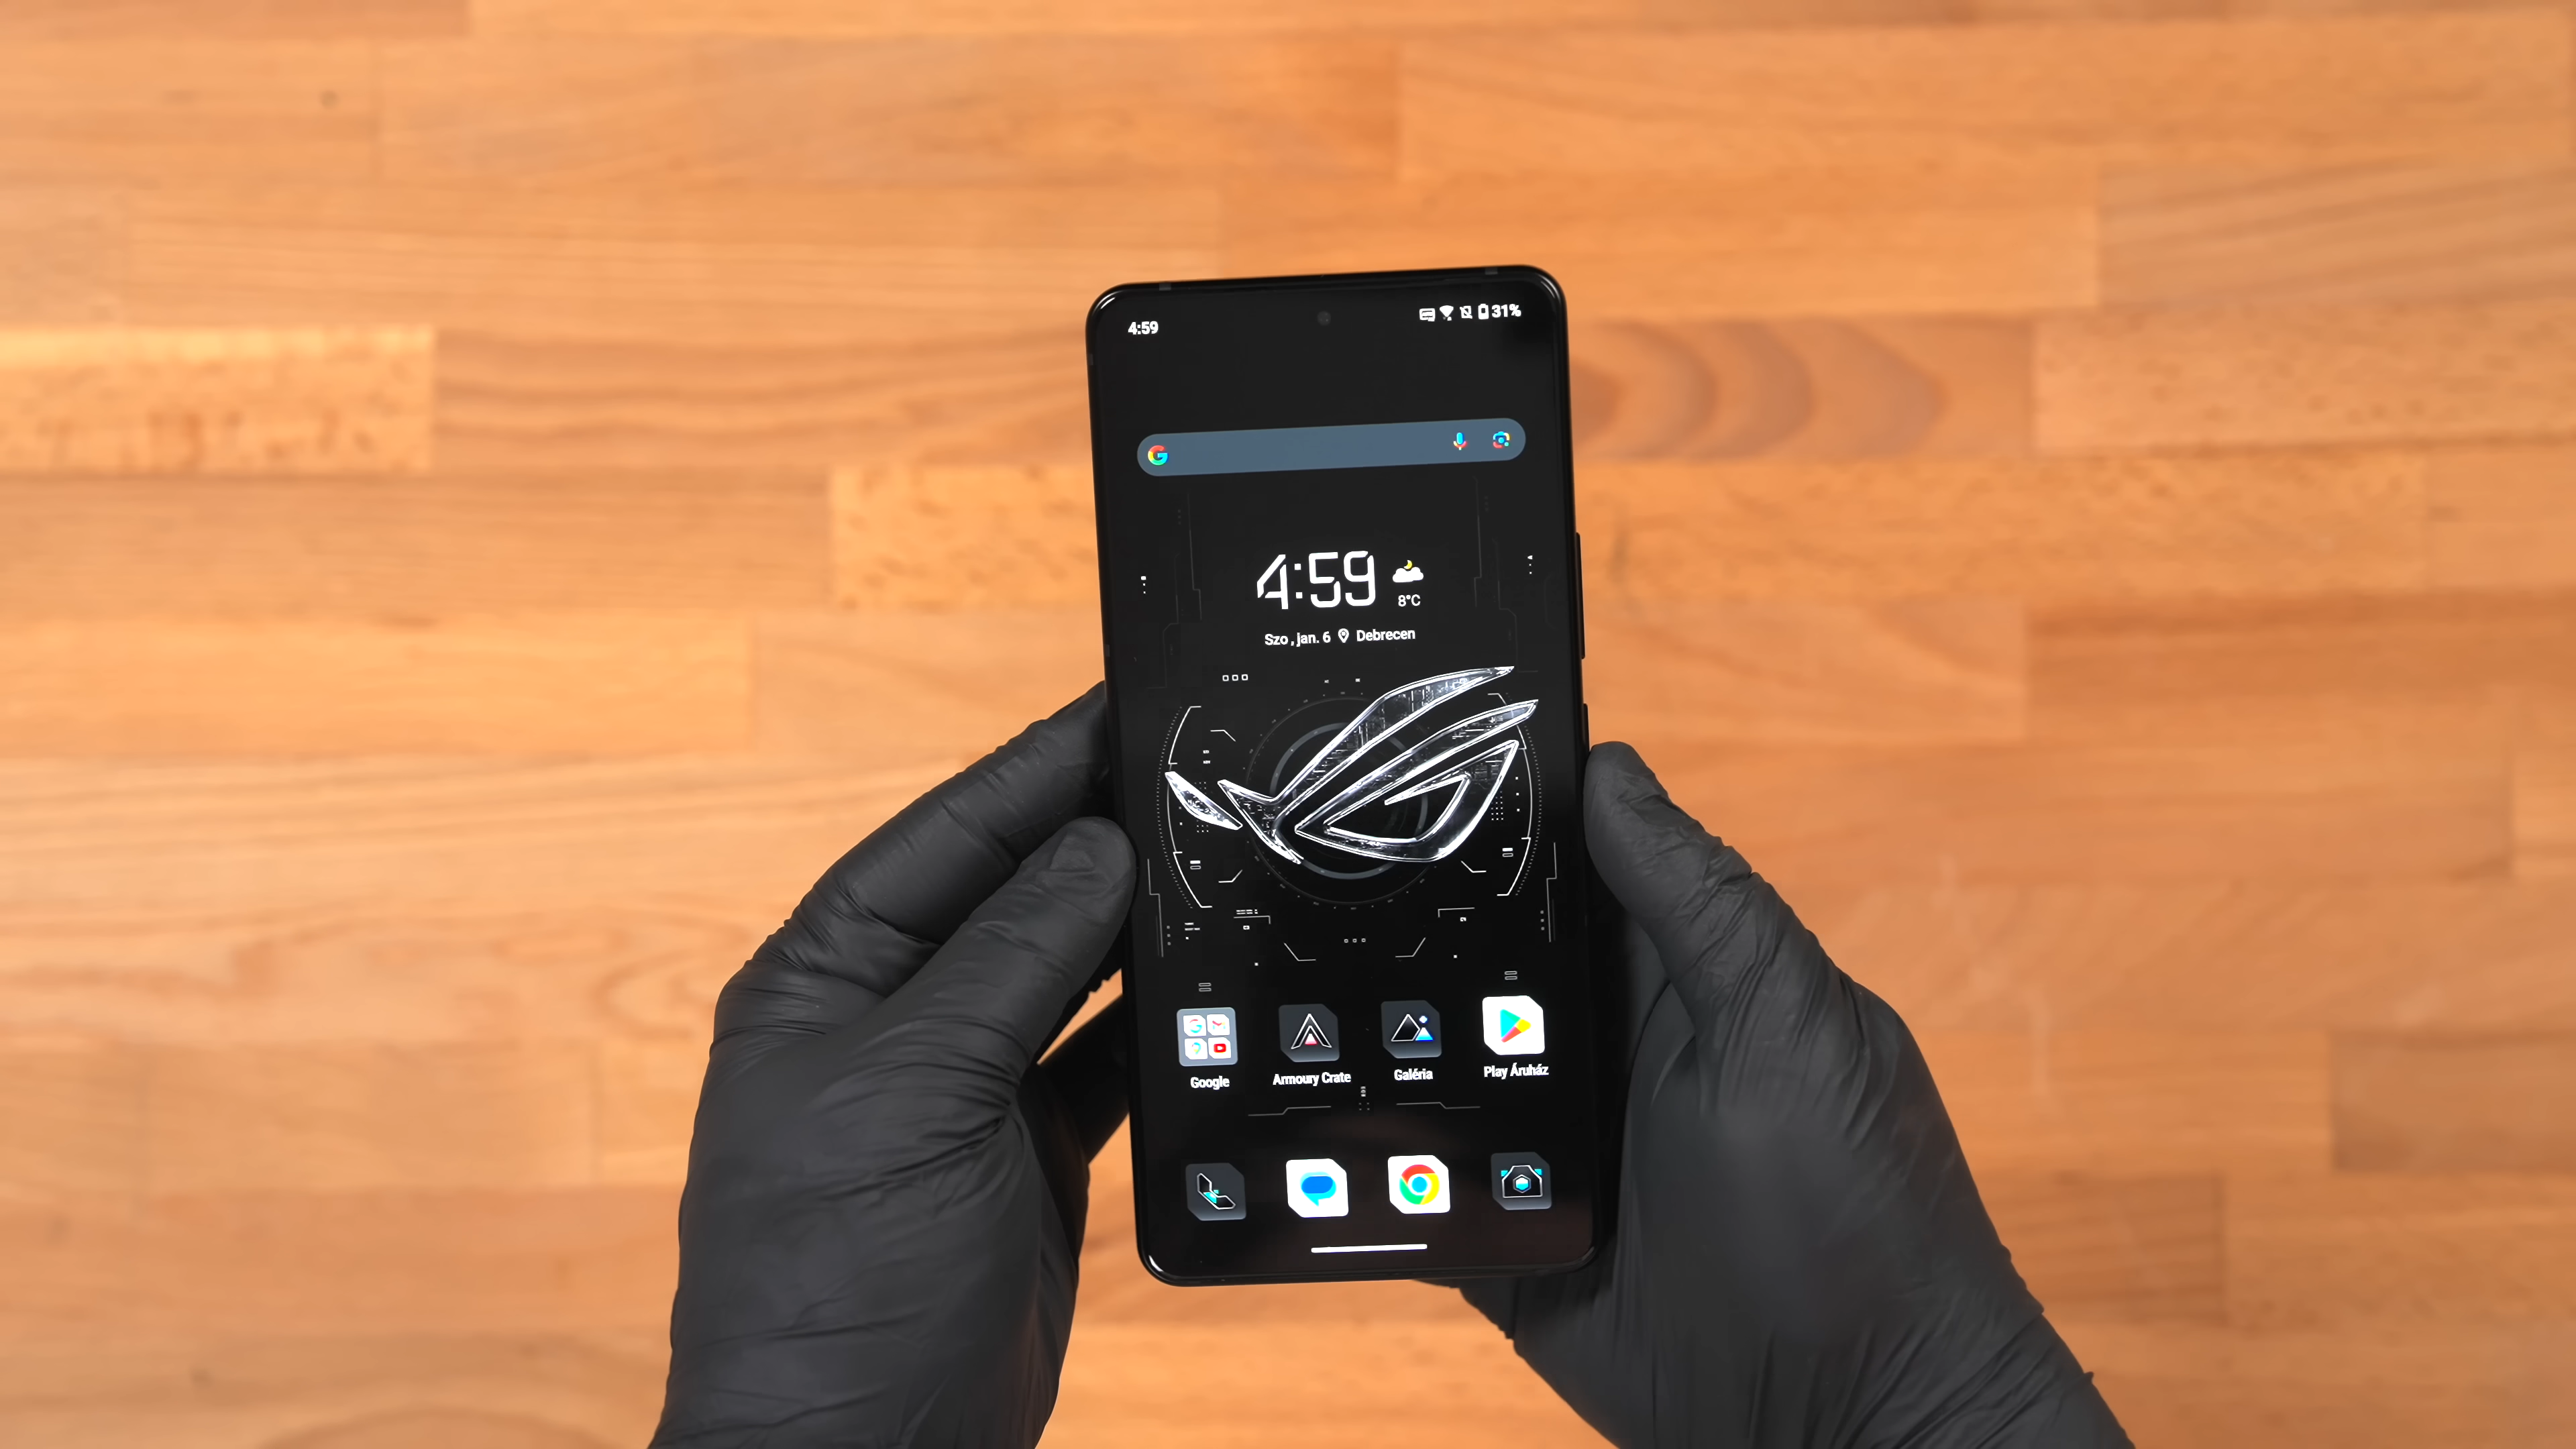 4:59
31%
4:59
8°C
Szo, jan. 6 Debrecen
Google
Armoury Crate
Galéria
Play Áruház